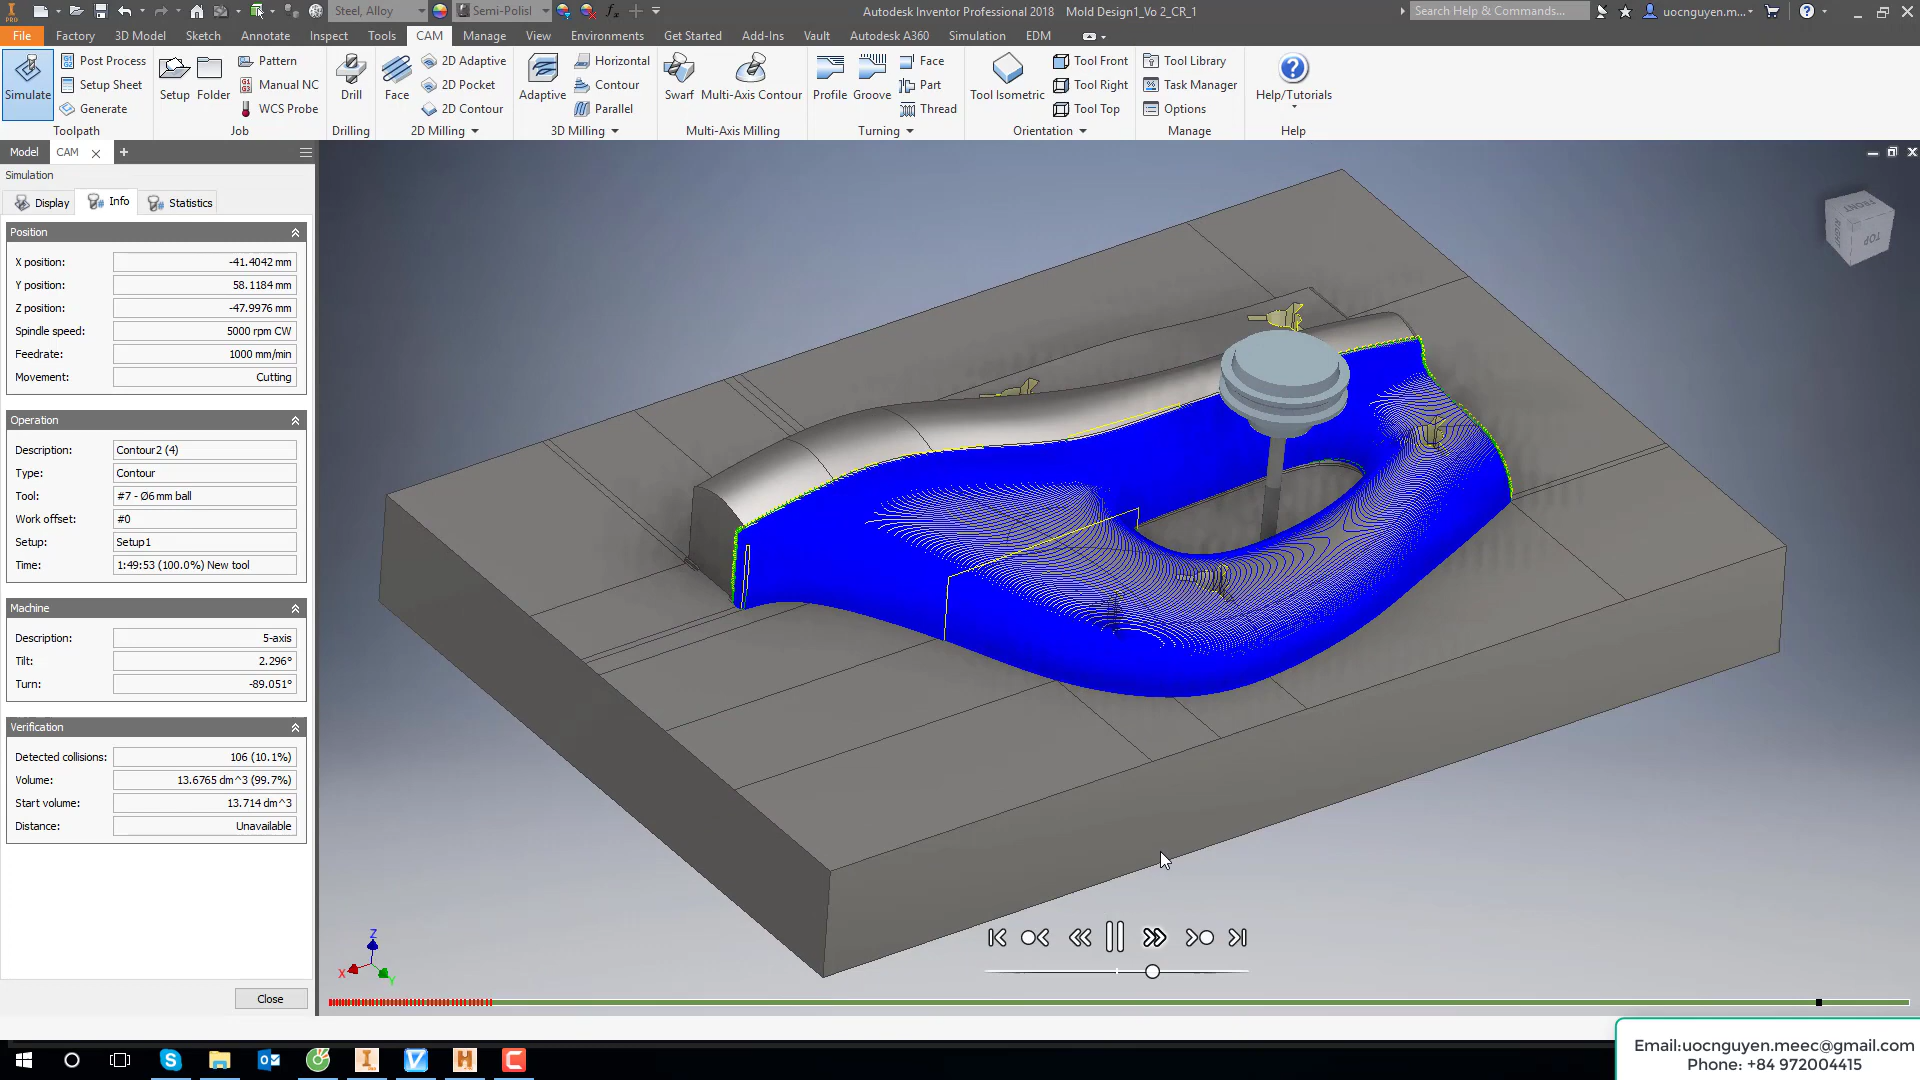 Steel, Alloy
Semi-Polisl
Autodesk Inventor Professional 2018 Mold Design1_Vo 2_CR_1
Search Help & Commands...
uocnguyen.m...
PRO
File Factory 3D Model Sketch Annotate Inspect Tools CAM Manage View Environments Get Started Add-Ins Vault Autodesk A360 Simulation EDM
Simulate
Post Process
Setup Sheet
Generate
Toolpath
Setup
Folder
Pattern
Manual NC
WCS Probe
Job
Drill
Drilling
Face
2D Adaptive
2D Pocket
2D Contour
2D Milling
Adaptive
Horizontal
Contour
Parallel
3D Milling
Swarf
Multi-Axis Contour
Multi-Axis Milling
Profile
Groove
Face
Part
Thread
Turning
Tool Isometric
Tool Front
Tool Right
Tool Top
Orientation
Tool Library
Task Manager
Options
Manage
Help/Tutorials
Help
Model CAM
Simulation
Display Info Statistics
Position
X position: -41.4042 mm
Y position: 58.1184 mm
Z position: -47.9976 mm
Spindle speed: 5000 rpm CW
Feedrate: 1000 mm/min
Movement: Cutting
Operation
Description: Contour2 (4)
Type: Contour
Tool: #7 - Ø6 mm ball
Work offset: #0
Setup: Setup1
Time: 1:49:53 (100.0%) New tool
Machine
Description: 5-axis
Tilt: 2.296°
Turn: -89.051°
Verification
Detected collisions: 106 (10.1%)
Volume: 13.6765 dm^3 (99.7%)
Start volume: 13.714 dm^3
Distance: Unavailable
Close
FRONT
RIGHT
TOP
Z
X
Y
Email:uocnguyen.meec@gmail.com
Phone: +84 972004415